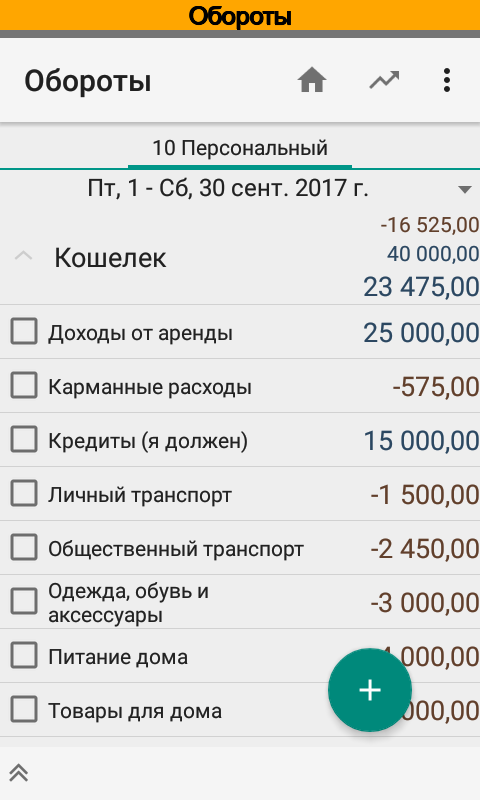 Обороты
Обороты
10 Персональный
Пт, 1 - Сб, 30 сент. 2017 г.
-16 525,00
40 000,00
Кошелек
23 475,00
Доходы от аренды 25 000,00
Карманные расходы -575,00
Кредиты (я должен) 15 000,00
Личный транспорт -1 500,00
Общественный транспорт -2 450,00
Одежда, обувь и
аксессуары -3 000,00
Питание дома 000,00
Товары для дома 000,00